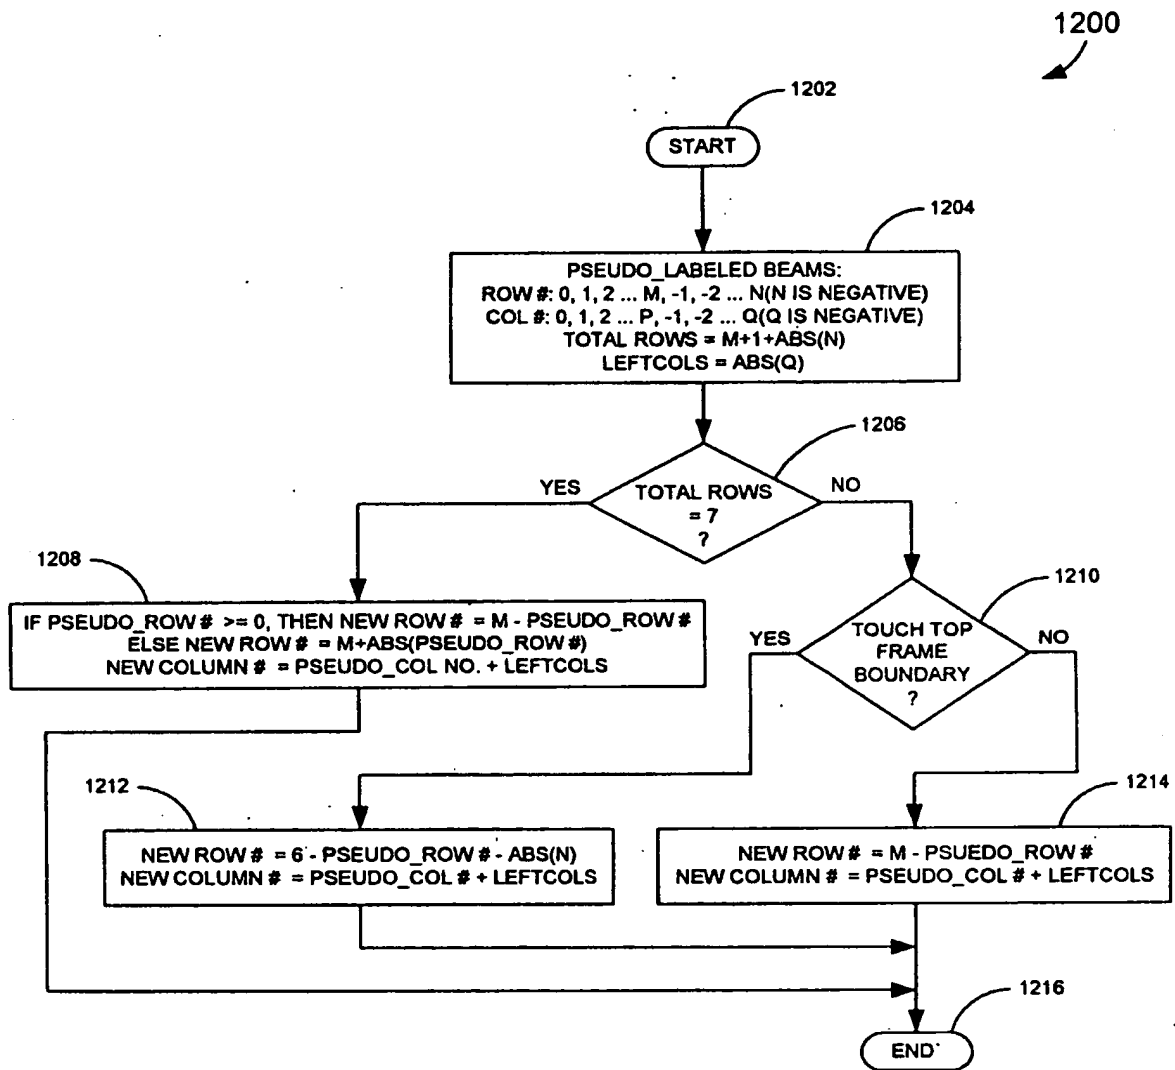 1200
1202
START
1204
PSEUDO_LABELED BEAMS:
ROW #: 0, 1, 2 ... M, -1, -2 ... N(N IS NEGATIVE)
COL #: 0, 1, 2 ... P, -1, -2 ... Q(Q IS NEGATIVE)
TOTAL ROWS = M+1+ABS(N)
LEFTCOLS = ABS(Q)
1206
YES
TOTAL ROWS
= 7
?
NO
1208
IF PSEUDO_ROW # >= 0, THEN NEW ROW # = M - PSEUDO_ROW #
ELSE NEW ROW # = M+ABS(PSEUDO_ROW #)
NEW COLUMN # = PSEUDO_COL NO. + LEFTCOLS
1210
YES
TOUCH TOP
FRAME
BOUNDARY
?
NO
1212
NEW ROW # = 6 - PSEUDO_ROW # - ABS(N)
NEW COLUMN # = PSEUDO_COL # + LEFTCOLS
1214
NEW ROW # = M - PSUEDO_ROW #
NEW COLUMN # = PSEUDO_COL # + LEFTCOLS
1216
END